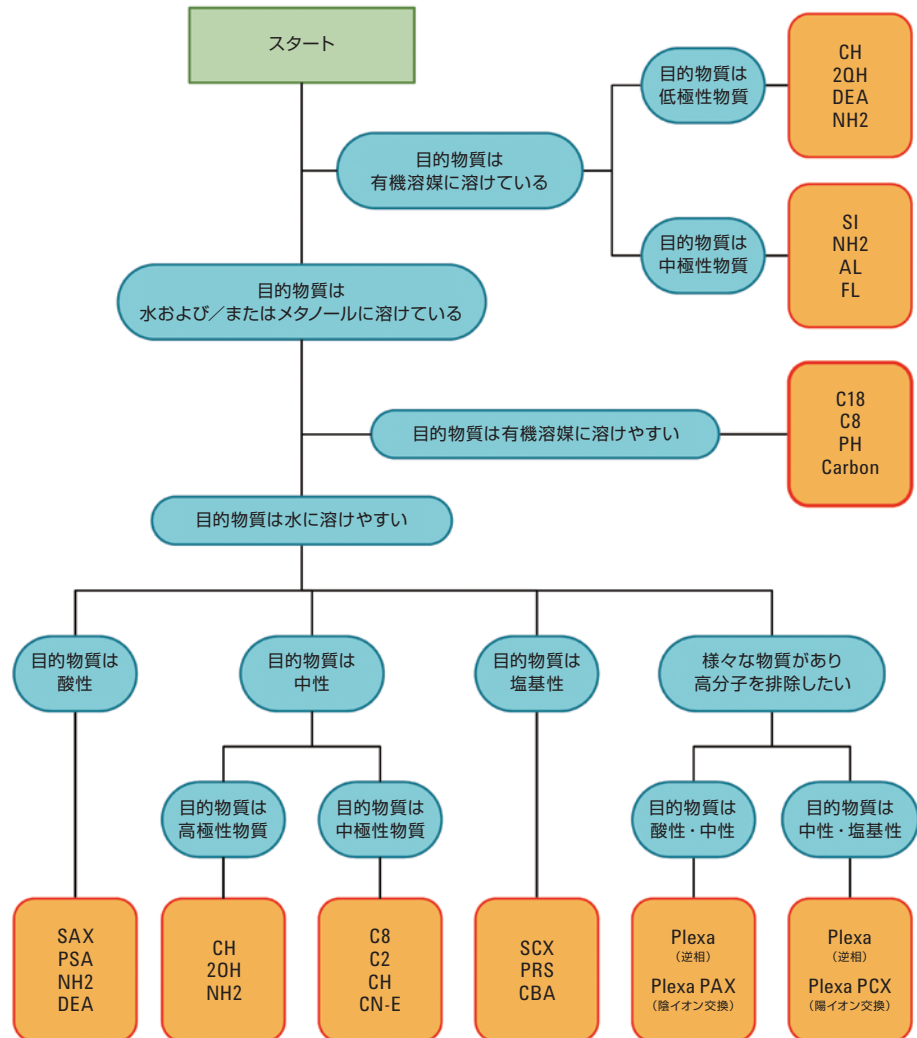 スタート
目的物質は
有機溶媒に溶けている
目的物質は
低極性物質
CH
2QH
DEA
NH2
目的物質は
中極性物質
SI
NH2
AL
FL
目的物質は
水および/またはメタノールに溶けている
目的物質は有機溶媒に溶けやすい
C18
C8
PH
Carbon
目的物質は水に溶けやすい
目的物質は
酸性
目的物質は
中性
目的物質は
塩基性
様々な物質があり
高分子を排除したい
目的物質は
高極性物質
目的物質は
中極性物質
目的物質は
酸性・中性
目的物質は
中性・塩基性
SAX
PSA
NH2
DEA
CH
2OH
NH2
C8
C2
CH
CN-E
SCX
PRS
CBA
Plexa
(逆相)
Plexa PAX
(陰イオン交換)
Plexa
(逆相)
Plexa PCX
(陽イオン交換)